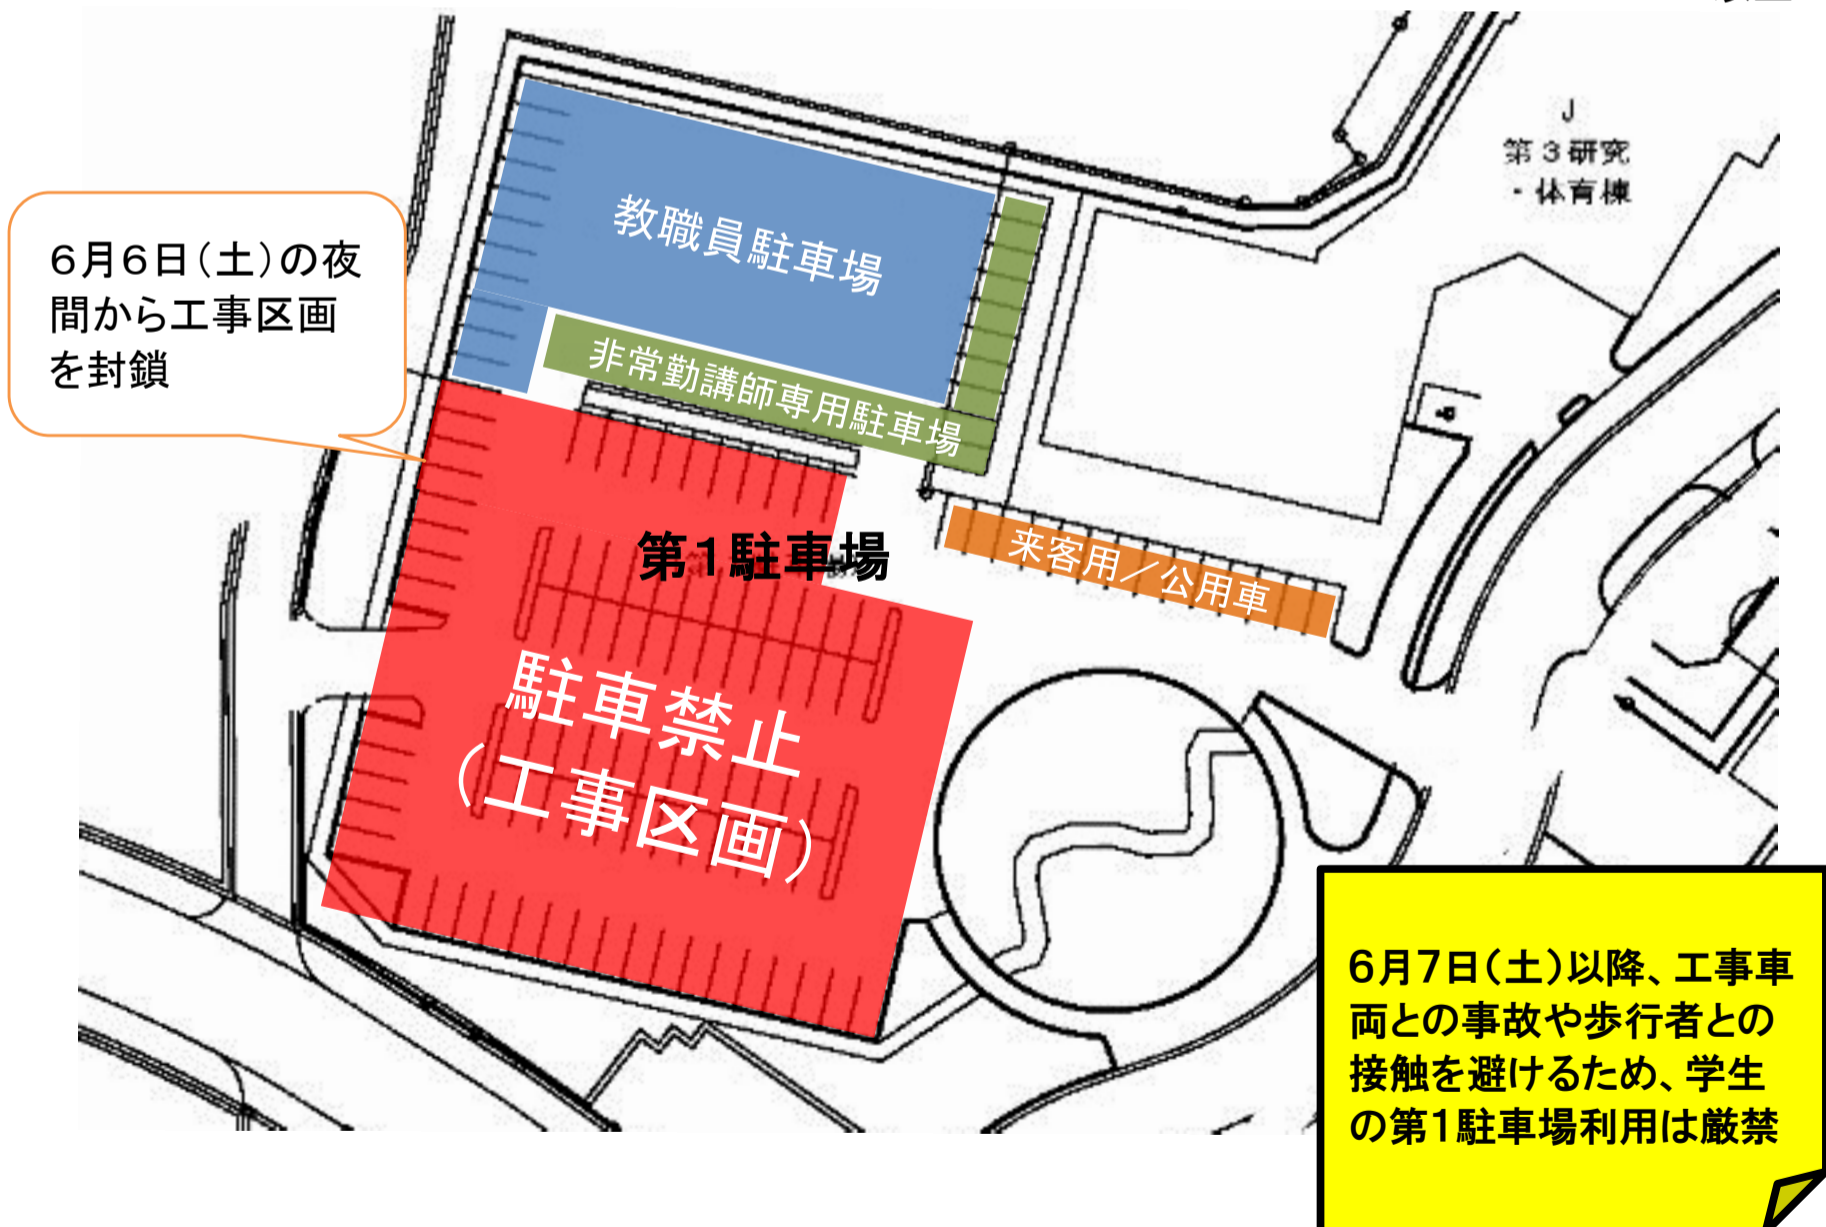 J
第3研究
・体育棟
教職員駐車場
6月6日(土)の夜
間から工事区画
を封鎖
非常勤講師専用駐車場
第1駐車場
来客用／公用車
駐車禁止
(工事区画)
6月7日(土)以降、工事車
両との事故や歩行者との
接触を避けるため、学生
の第1駐車場利用は厳禁